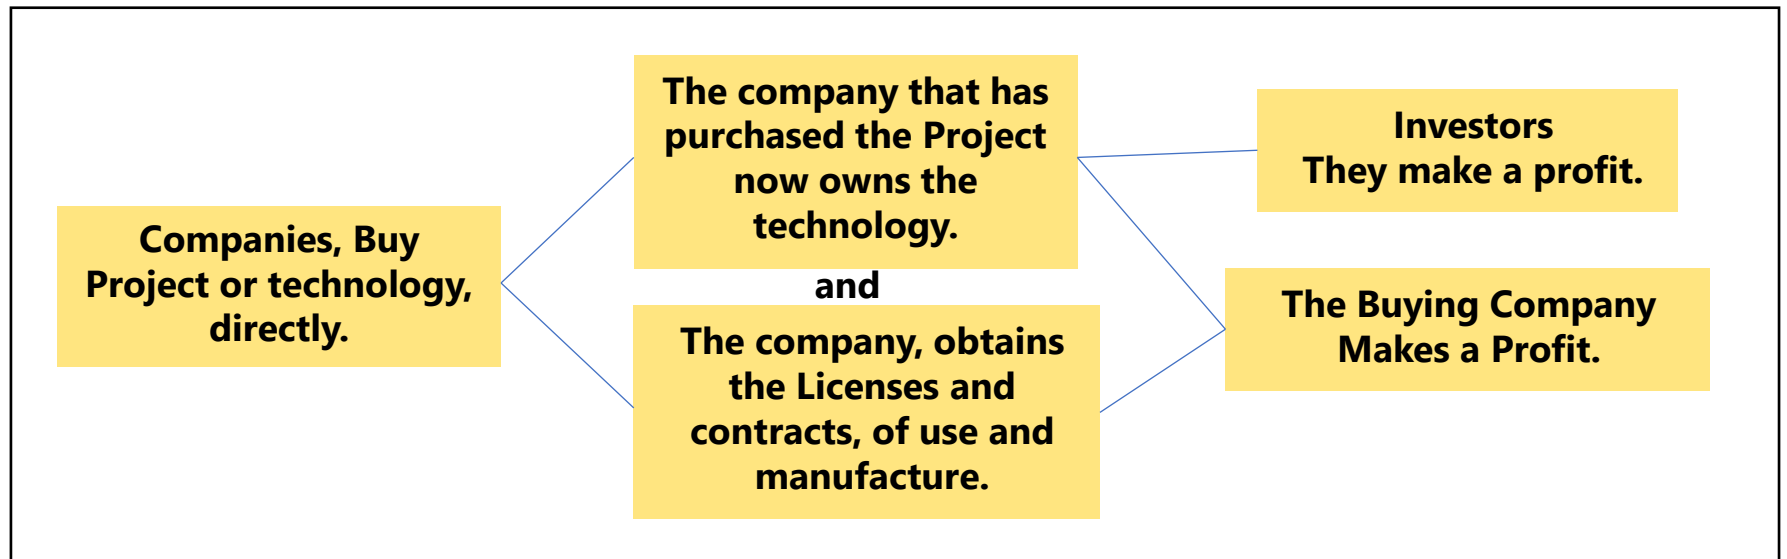 Companies, Buy
Project or technology,
directly.
The company that has
purchased the Project
now owns the
technology.
and
The company, obtains
the Licenses and
contracts, of use and
manufacture.
Investors
They make a profit.
The Buying Company
Makes a Profit.